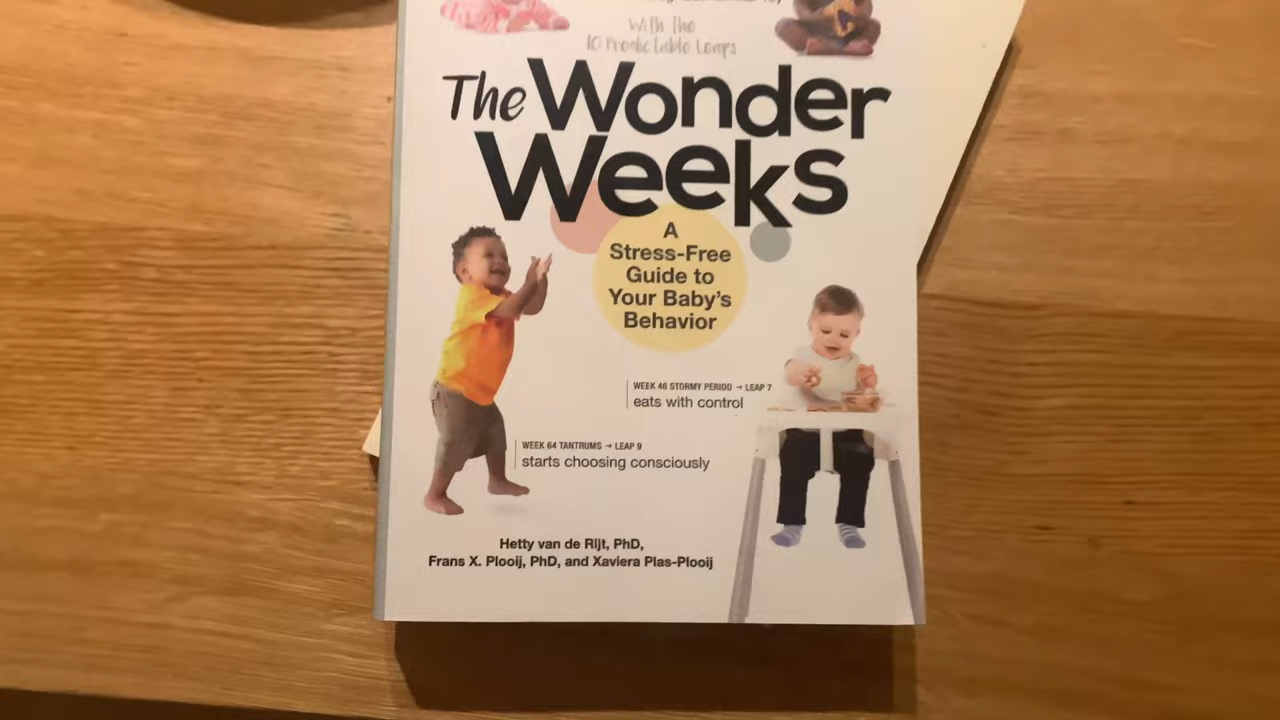 With the
10 Predictable Leaps
The Wonder
Weeks
A
Stress-Free
Guide to
Your Baby's
Behavior
WEEK 46 STORMY PERIOD → LEAP 7
eats with control
WEEK 64 TANTRUMS → LEAP 9
starts choosing consciously
Hetty van de Rijt, PhD,
Frans X. Plooij, PhD, and Xaviera Plas-Plooij